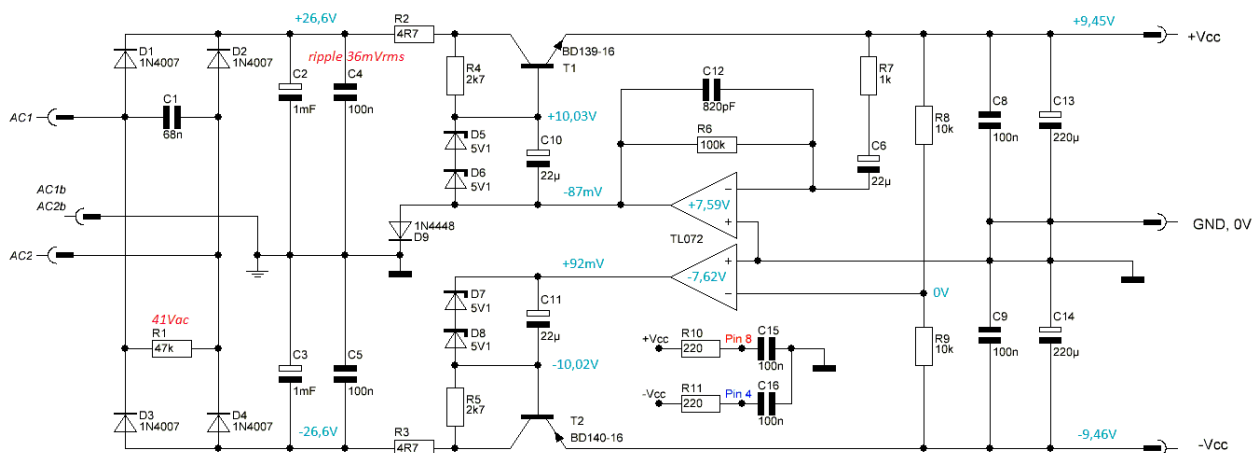 +26,6V
R2
4R7
+9,45V
+Vcc
D1
1N4007
D2
1N4007
ripple 36mVrms
BD139-16
T1
C2
1mF
C4
100n
R4
2k7
C12
820pF
R7
1k
C1
68n
AC1
+10,03V
R8
10k
C8
100n
C13
220µ
D5
5V1
C10
22µ
R6
100k
C6
22µ
D6
5V1
AC1b
AC2b
-87mV
+7,59V
1N4448
D9
TL072
GND, 0V
AC2
+92mV
-7,62V
0V
D7
5V1
C11
22µ
41Vac
R1
47k
D8
5V1
+Vcc
R10
220
Pin 8
C15
100n
R9
10k
C9
100n
C14
220µ
C3
1mF
C5
100n
-10,02V
R5
2k7
-Vcc
R11
220
Pin 4
C16
100n
D3
1N4007
D4
1N4007
T2
BD140-16
-26,6V
R3
4R7
-9,46V
-Vcc